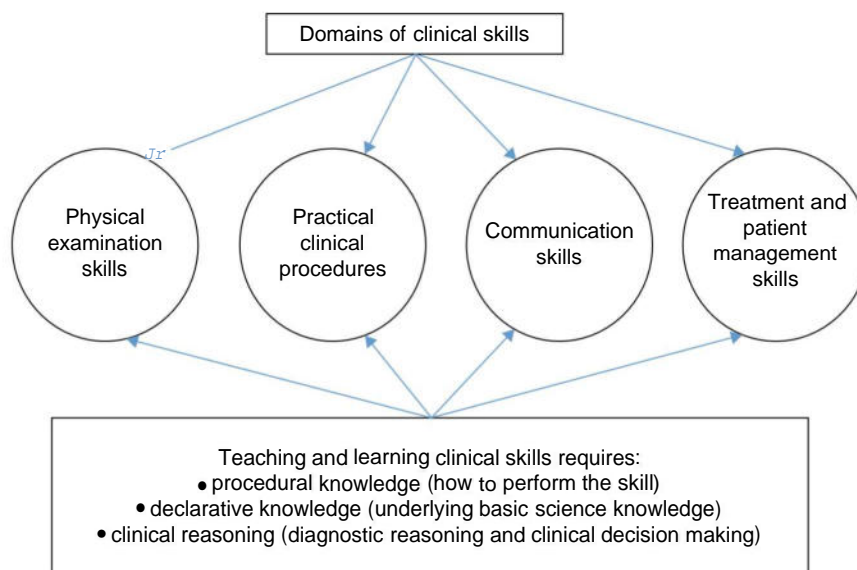 Domains of clinical skills
Jr
Physical
examination
skills
Practical
clinical
procedures
Communication
skills
Treatment and
patient
management
skills
Teaching and learning clinical skills requires:
• procedural knowledge (how to perform the skill)
• declarative knowledge (underlying basic science knowledge)
• clinical reasoning (diagnostic reasoning and clinical decision making)